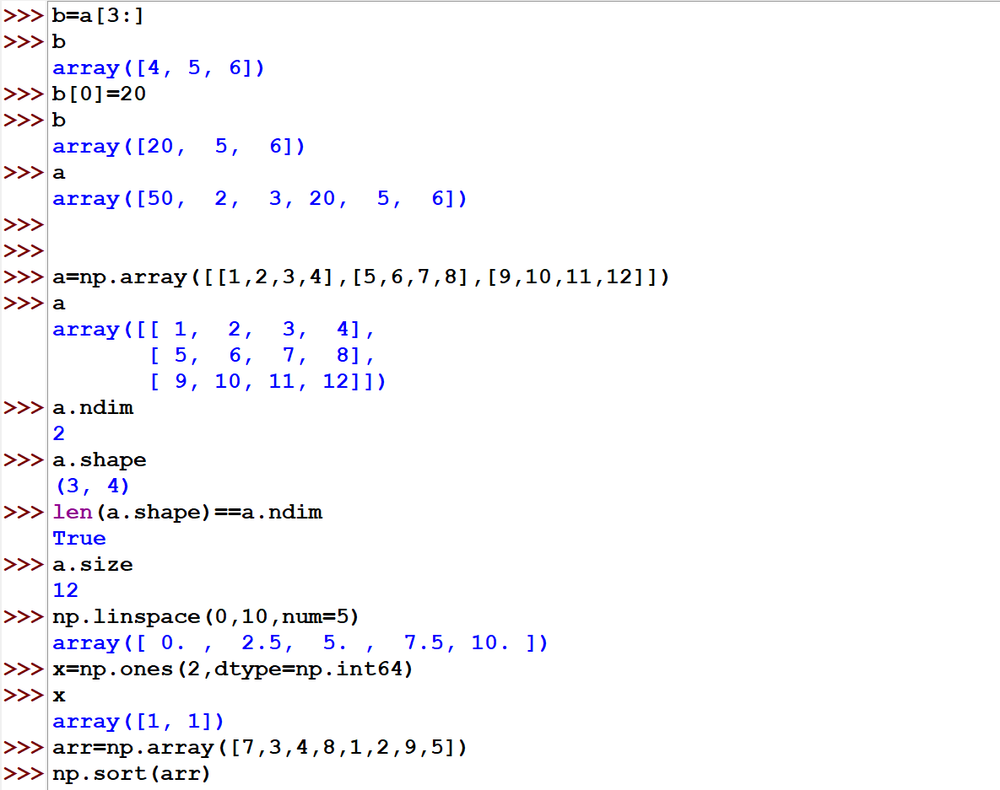 >>> b=a[3:]
>>> b
array([4, 5, 6])
>>> b[0]=20
>>> b
array([20,  5,  6])
>>> a
array([50,  2,  3, 20,  5,  6])
>>>
>>>
>>> a=np.array([[1,2,3,4],[5,6,7,8],[9,10,11,12]])
>>> a
array([[ 1,  2,  3,  4],
       [ 5,  6,  7,  8],
       [ 9, 10, 11, 12]])
>>> a.ndim
2
>>> a.shape
(3, 4)
>>> len(a.shape)==a.ndim
True
>>> a.size
12
>>> np.linspace(0,10,num=5)
array([ 0. ,  2.5,  5. ,  7.5, 10. ])
>>> x=np.ones(2,dtype=np.int64)
>>> x
array([1, 1])
>>> arr=np.array([7,3,4,8,1,2,9,5])
>>> np.sort(arr)